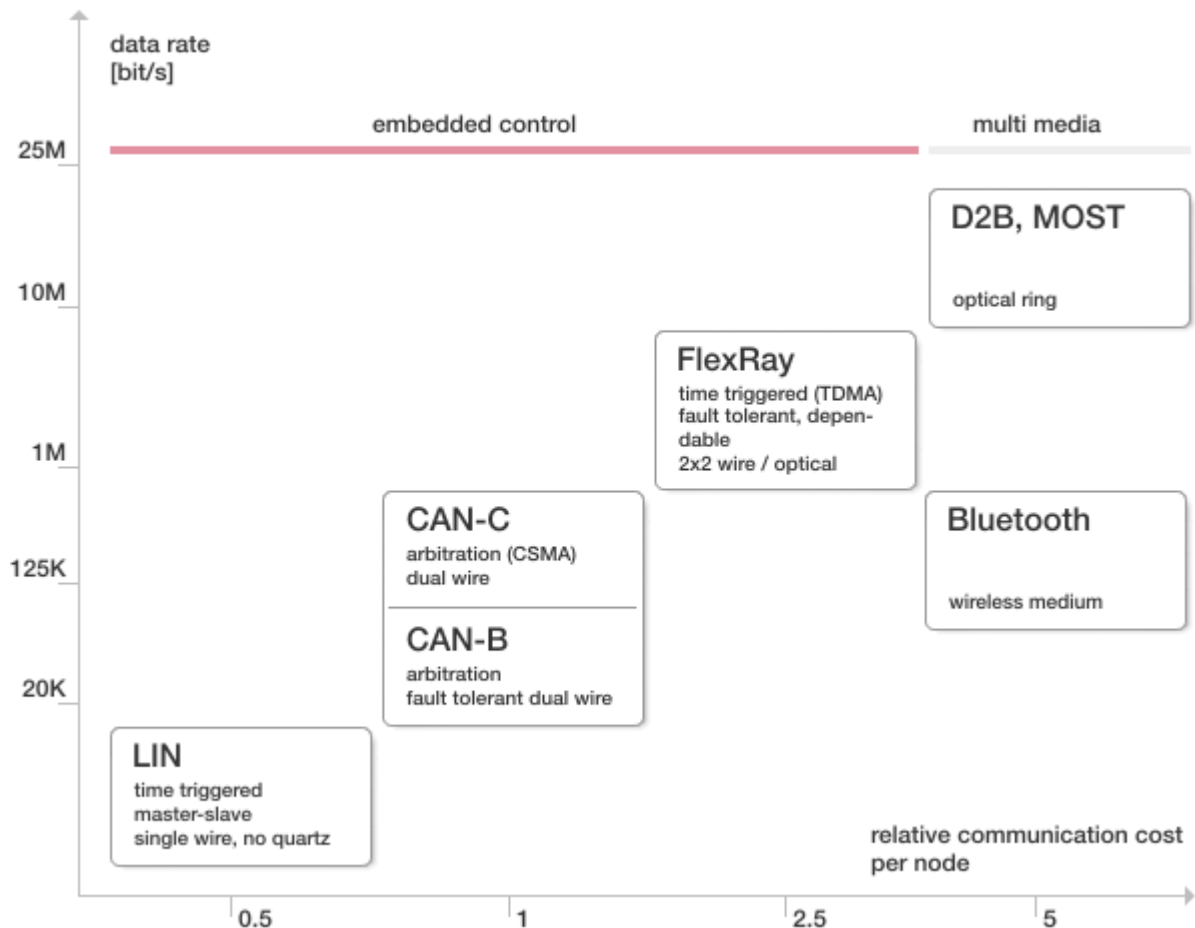 data rate
[bit/s]
embedded control
multi media
25M
D2B, MOST
optical ring
10M
FlexRay
time triggered (TDMA)
fault tolerant, depen-
dable
2x2 wire / optical
1M
CAN-C
arbitration (CSMA)
dual wire
Bluetooth
wireless medium
125K
CAN-B
arbitration
fault tolerant dual wire
20K
LIN
time triggered
master-slave
single wire, no quartz
relative communication cost
per node
0.5
1
2.5
5